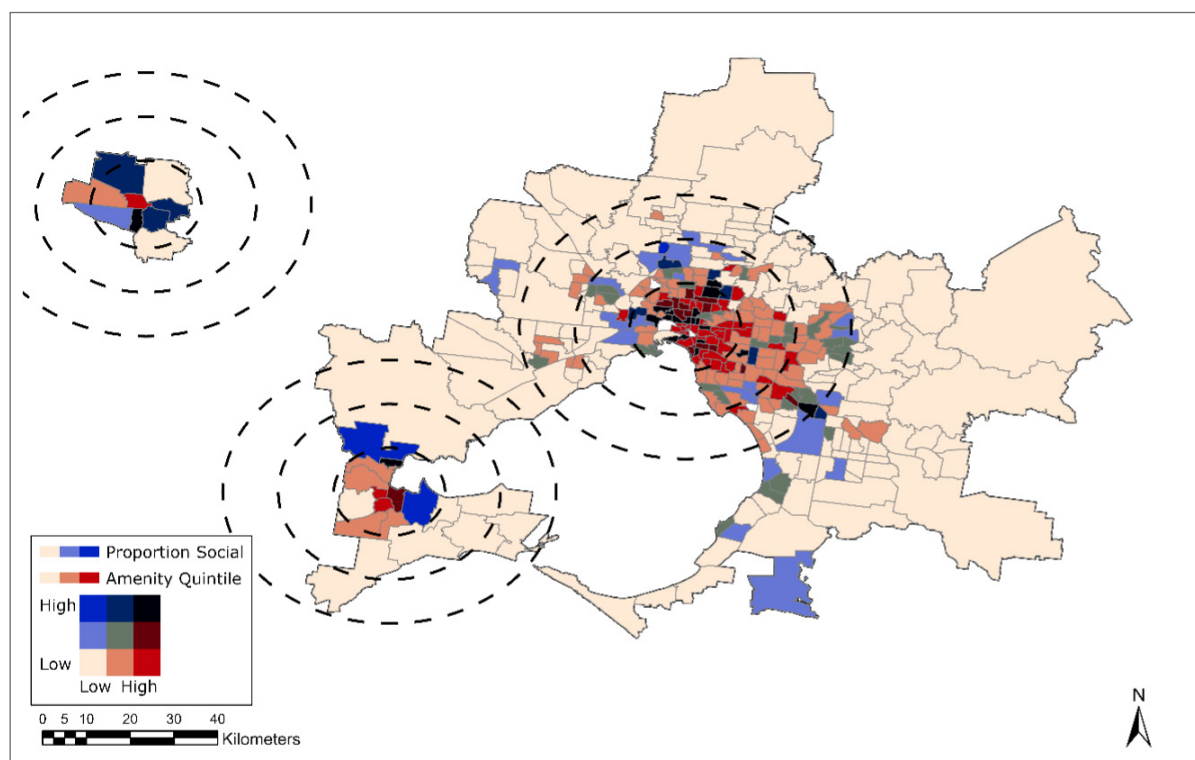 Proportion Social
Amenity Quintile
High
Low
Low High
0 5 10 20 30 40
Kilometers
N